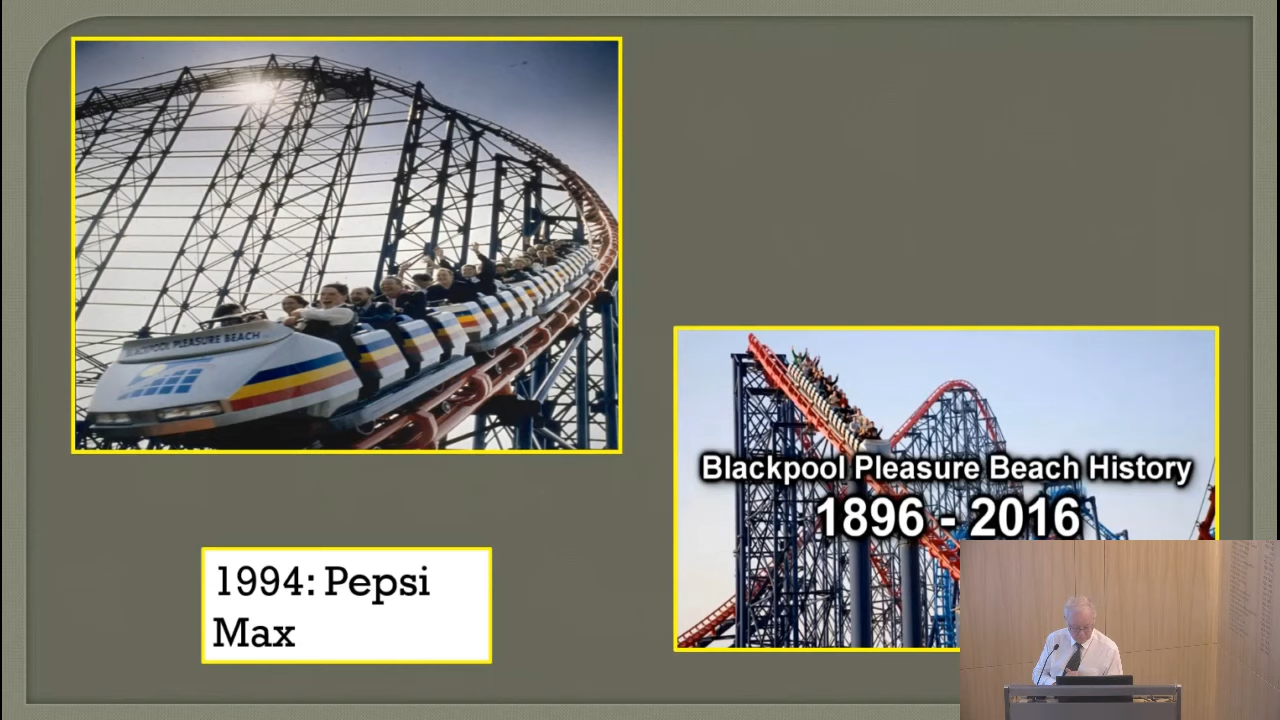 BLACKPOOL PLEASURE BEACH
Blackpool Pleasure Beach History
1896 - 2016
1994: Pepsi
Max